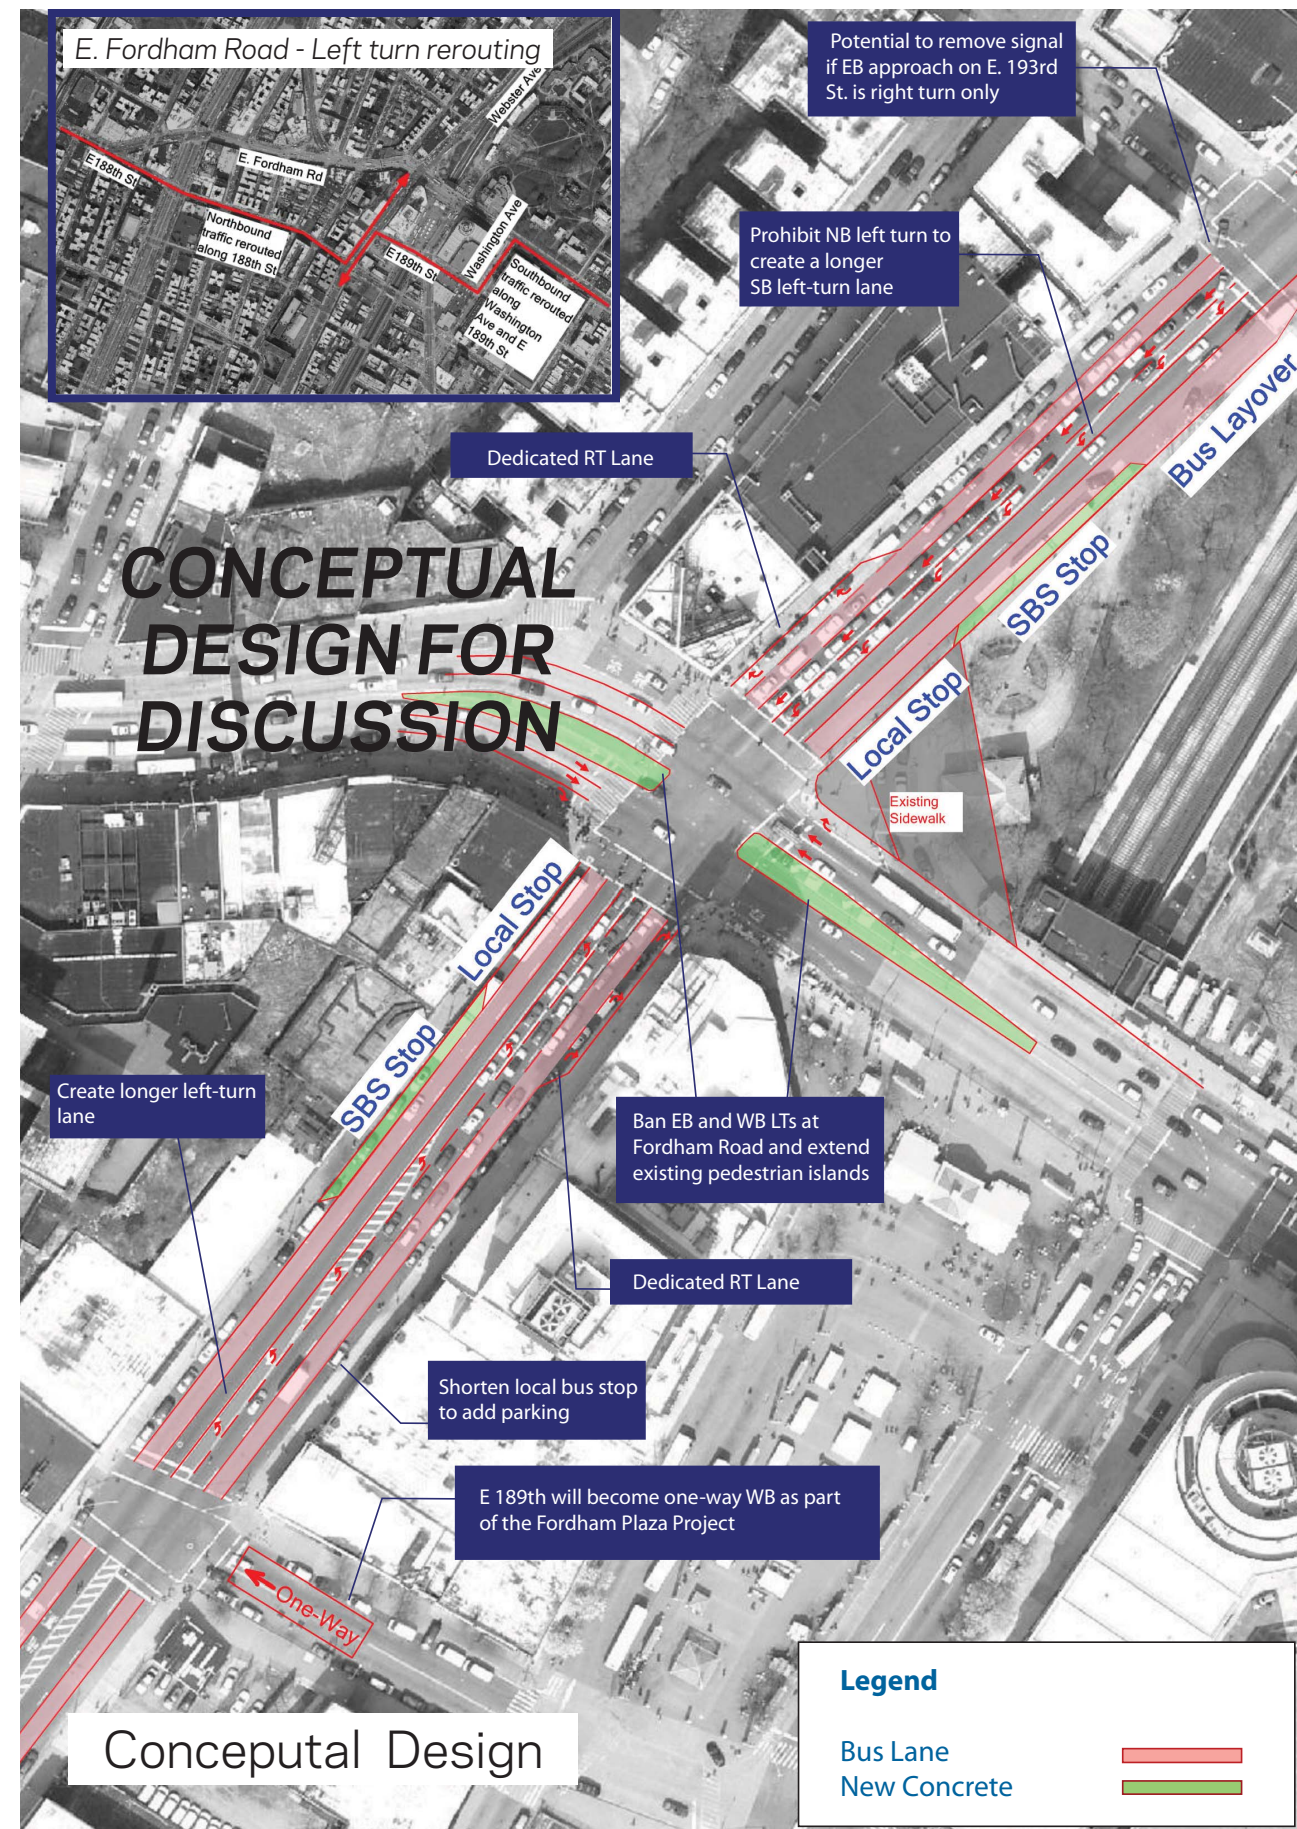 E. Fordham Road - Left turn rerouting
Webster Ave
E188th St
E. Fordham Rd
Northbound
traffic rerouted
along 188th St
E189th St
Washington Ave
Southbound
traffic rerouted
along
Washington
Ave and E
189th St
Potential to remove signal
if EB approach on E. 193rd
St. is right turn only
Prohibit NB left turn to
create a longer
SB left-turn lane
Dedicated RT Lane
Bus Layover
SBS Stop
Local Stop
CONCEPTUAL
DESIGN FOR
DISCUSSION
Existing
Sidewalk
Local Stop
SBS Stop
Create longer left-turn
lane
Ban EB and WB LTs at
Fordham Road and extend
existing pedestrian islands
Dedicated RT Lane
Shorten local bus stop
to add parking
E 189th will become one-way WB as part
of the Fordham Plaza Project
One-Way
Conceputal Design
Legend
Bus Lane
New Concrete